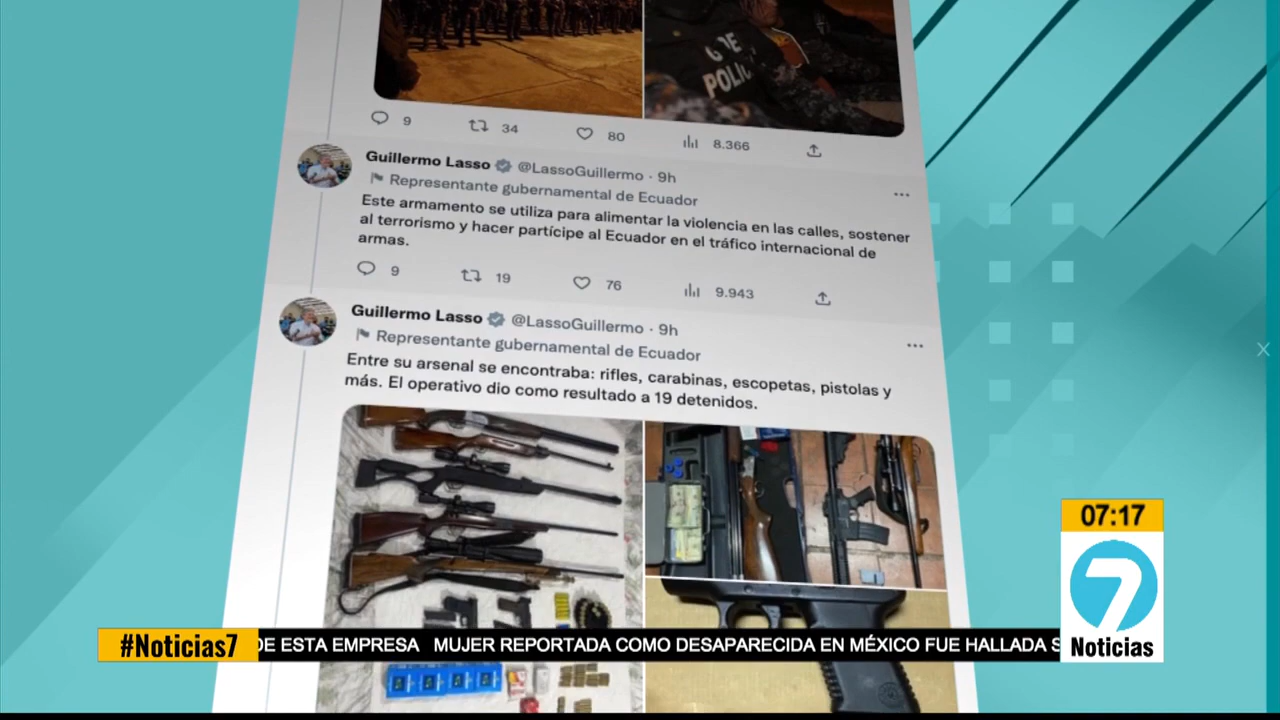 POLIC
9 34 80 8.366
Guillermo Lasso @LassoGuillermo · 9h
Representante gubernamental de Ecuador
Este armamento se utiliza para alimentar la violencia en las calles, sostener
al terrorismo y hacer partícipe al Ecuador en el tráfico internacional de
armas.
9 19 76 9.943
Guillermo Lasso @LassoGuillermo · 9h
Representante gubernamental de Ecuador
Entre su arsenal se encontraba: rifles, carabinas, escopetas, pistolas y
más. El operativo dio como resultado a 19 detenidos.
07:17
7
Noticias
#Noticias7 DE ESTA EMPRESA MUJER REPORTADA COMO DESAPARECIDA EN MÉXICO FUE HALLADA S